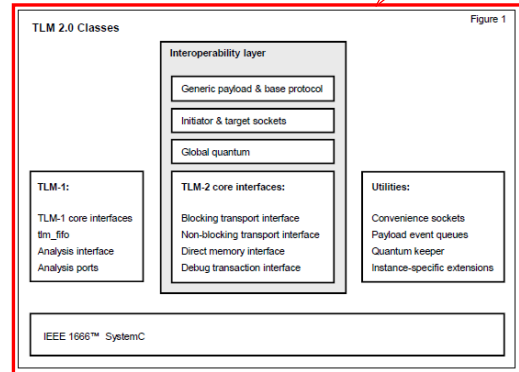 Figure 1
TLM 2.0 Classes
Interoperability layer
Generic payload & base protocol
Initiator & target sockets
Global quantum
TLM-1:
TLM-1 core interfaces
tlm_fifo
Analysis interface
Analysis ports
TLM-2 core interfaces:
Blocking transport interface
Non-blocking transport interface
Direct memory interface
Debug transaction interface
Utilities:
Convenience sockets
Payload event queues
Quantum keeper
Instance-specific extensions
IEEE 1666™ SystemC